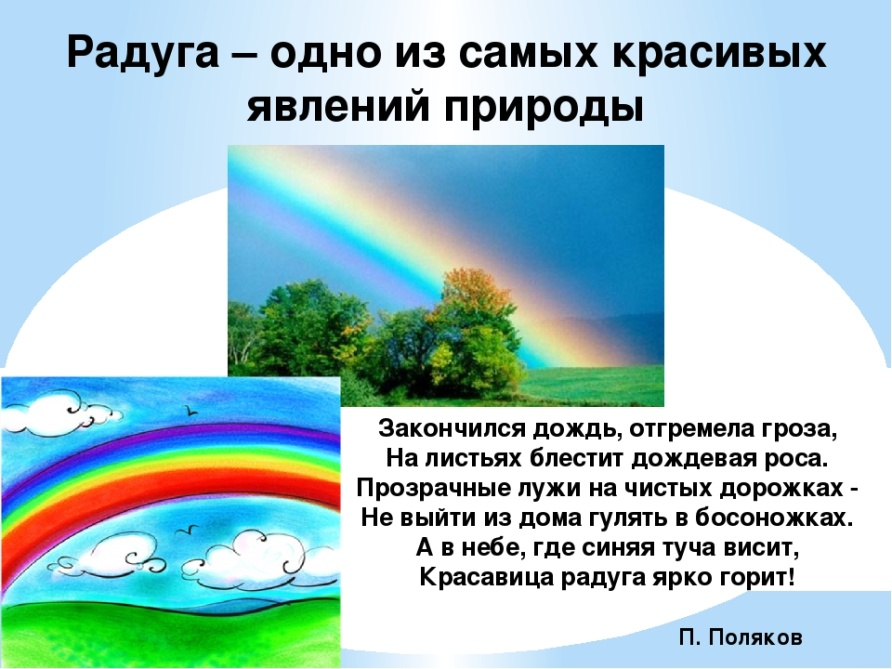 Радуга – одно из самых красивых
явлений природы
Закончился дождь, отгремела гроза,
На листьях блестит дождевая роса.
Прозрачные лужи на чистых дорожках -
Не выйти из дома гулять в босоножках.
А в небе, где синяя туча висит,
Красавица радуга ярко горит!
П. Поляков